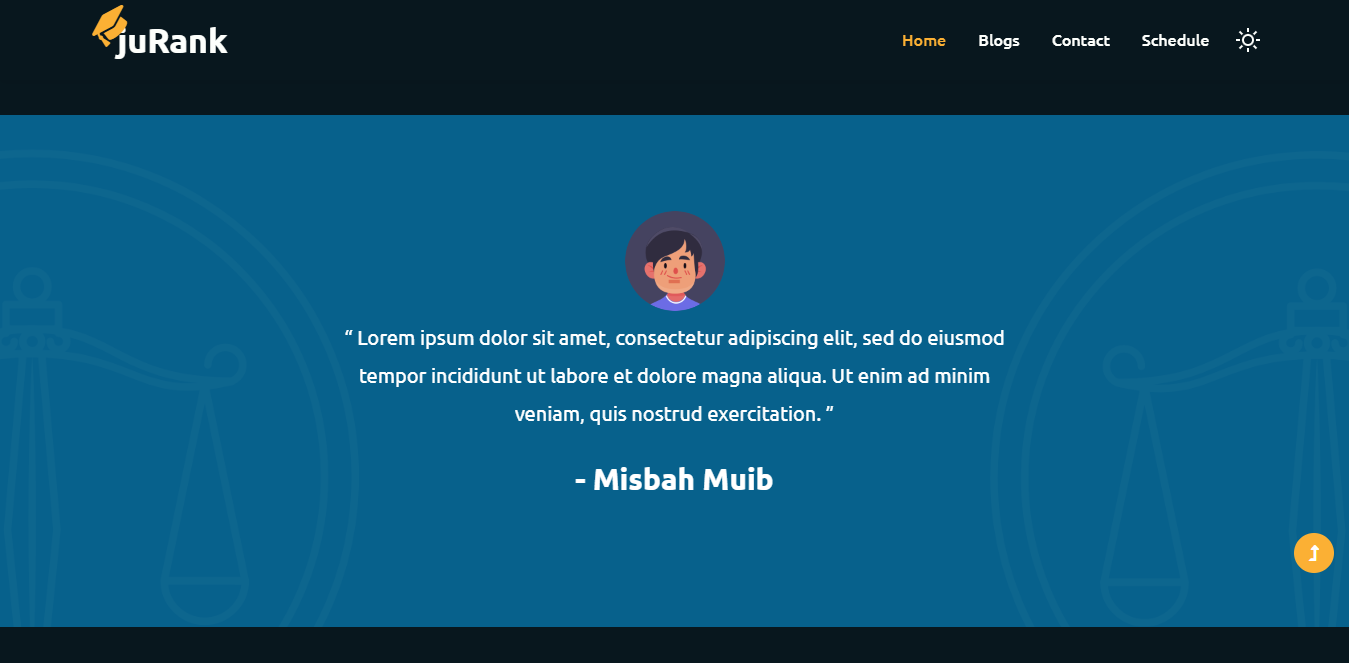 juRank
Home Blogs Contact Schedule
“ Lorem ipsum dolor sit amet, consectetur adipiscing elit, sed do eiusmod
tempor incididunt ut labore et dolore magna aliqua. Ut enim ad minim
veniam, quis nostrud exercitation. ”
- Misbah Muib